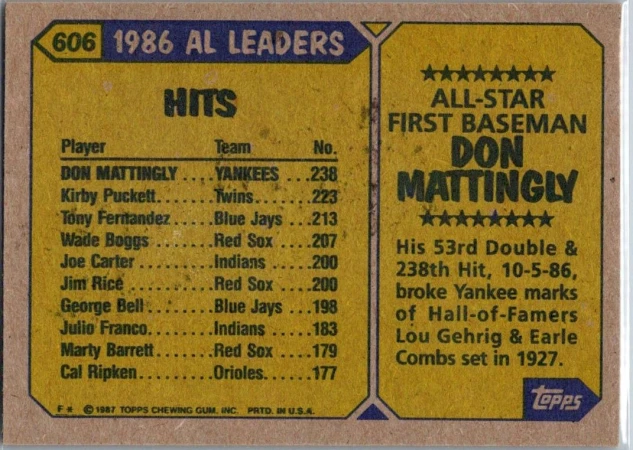 606 1986 AL LEADERS
HITS
Player Team No.
DON MATTINGLY....YANKEES....238
Kirby Puckett........Twins........223
Tony Fernandez.....Blue Jays....213
Wade Boggs.........Red Sox.....207
Joe Carter...........Indians......200
Jim Rice..............Red Sox.....200
George Bell..........Blue Jays....198
Julio Franco..........Indians......183
Marty Barrett........Red Sox.....179
Cal Ripken...........Orioles.......177
F # © 1987 TOPPS CHEWING GUM, INC. PRTD. IN U.S.A.
ALL-STAR
FIRST BASEMAN
DON
MATTINGLY
His 53rd Double &
238th Hit, 10-5-86,
broke Yankee marks
of Hall-of-Famers
Lou Gehrig & Earle
Combs set in 1927.
topps